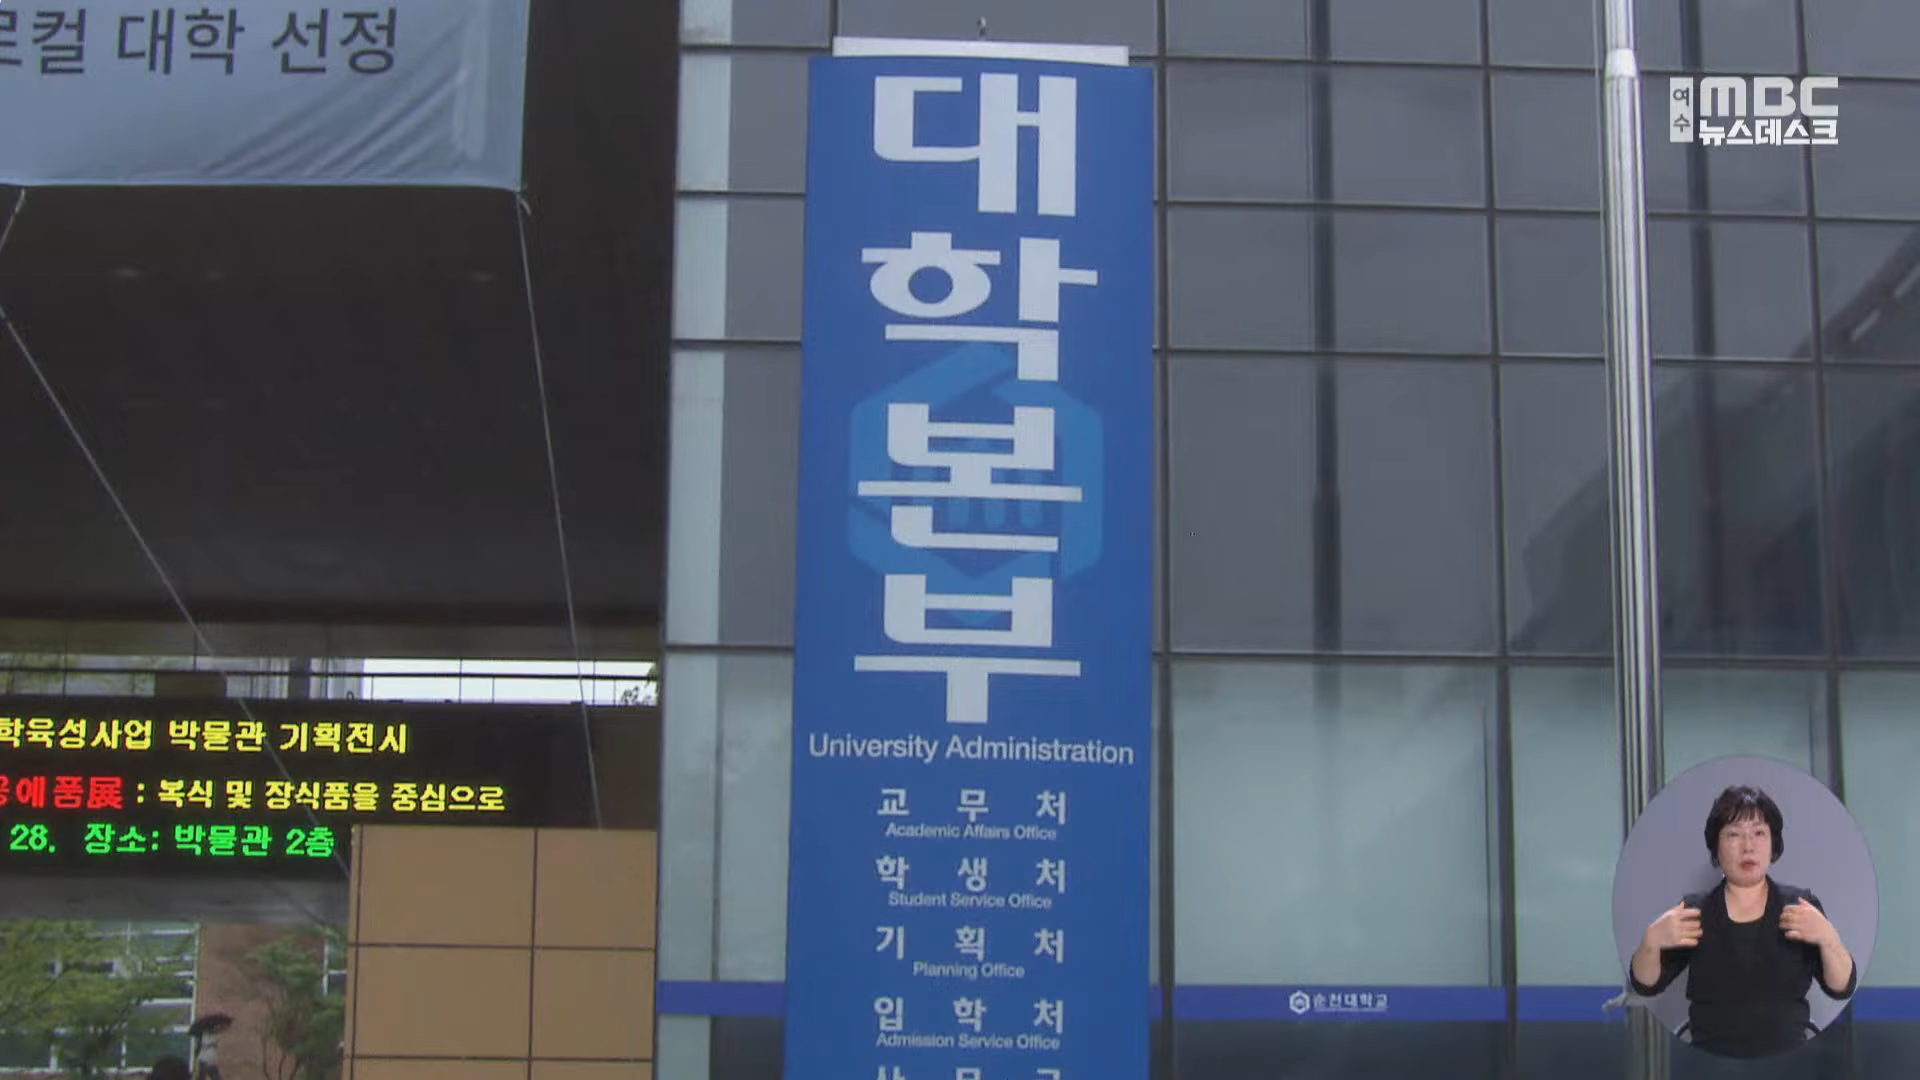 컬 대학 선정
여수 MBC
뉴스데스크
대학본부
University Administration
교무처
Academic Affairs Office
학생처
Student Service Office
기획처
Planning Office
입학처
Admission Service Office
학육성사업 박물관 기획전시
예품展 : 복식 및 장식품을 중심으로
28. 장소: 박물관 2층
순천대학교